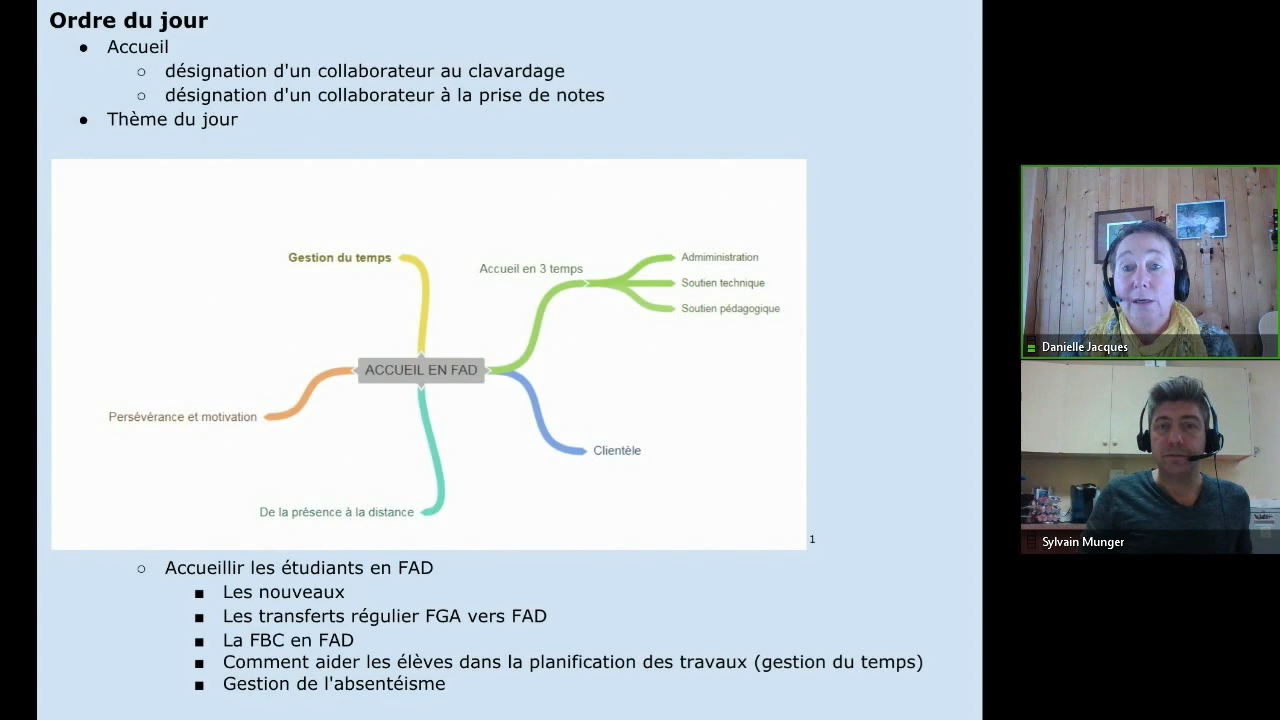 Ordre du jour
● Accueil
○ désignation d'un collaborateur au clavardage
○ désignation d'un collaborateur à la prise de notes
● Thème du jour
Gestion du temps
Accueil en 3 temps
Admiministration
Soutien technique
Soutien pédagogique
ACCUEIL EN FAD
Persévérance et motivation
Clientèle
De la présence à la distance
1
○ Accueillir les étudiants en FAD
■ Les nouveaux
■ Les transferts régulier FGA vers FAD
■ La FBC en FAD
■ Comment aider les élèves dans la planification des travaux (gestion du temps)
■ Gestion de l'absentéisme
Danielle Jacques
Sylvain Munger